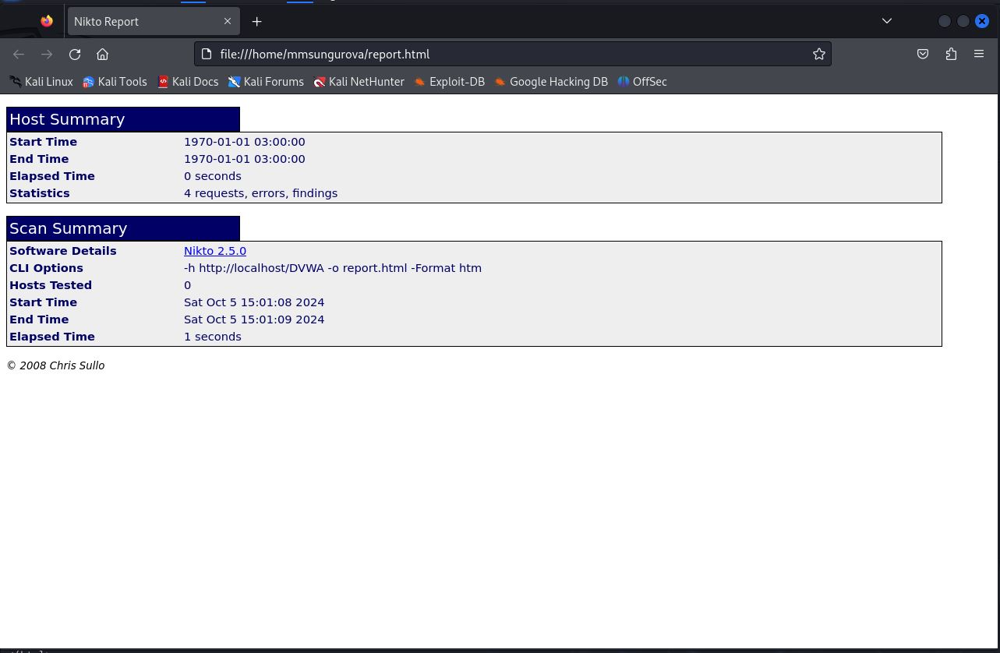 Nikto Report
file:///home/mmsungurova/report.html
Kali Linux Kali Tools Kali Docs Kali Forums Kali NetHunter Exploit-DB Google Hacking DB OffSec
Host Summary
Start Time 1970-01-01 03:00:00
End Time 1970-01-01 03:00:00
Elapsed Time 0 seconds
Statistics 4 requests, errors, findings
Scan Summary
Software Details Nikto 2.5.0
CLI Options -h http://localhost/DVWA -o report.html -Format htm
Hosts Tested 0
Start Time Sat Oct 5 15:01:08 2024
End Time Sat Oct 5 15:01:09 2024
Elapsed Time 1 seconds
© 2008 Chris Sullo